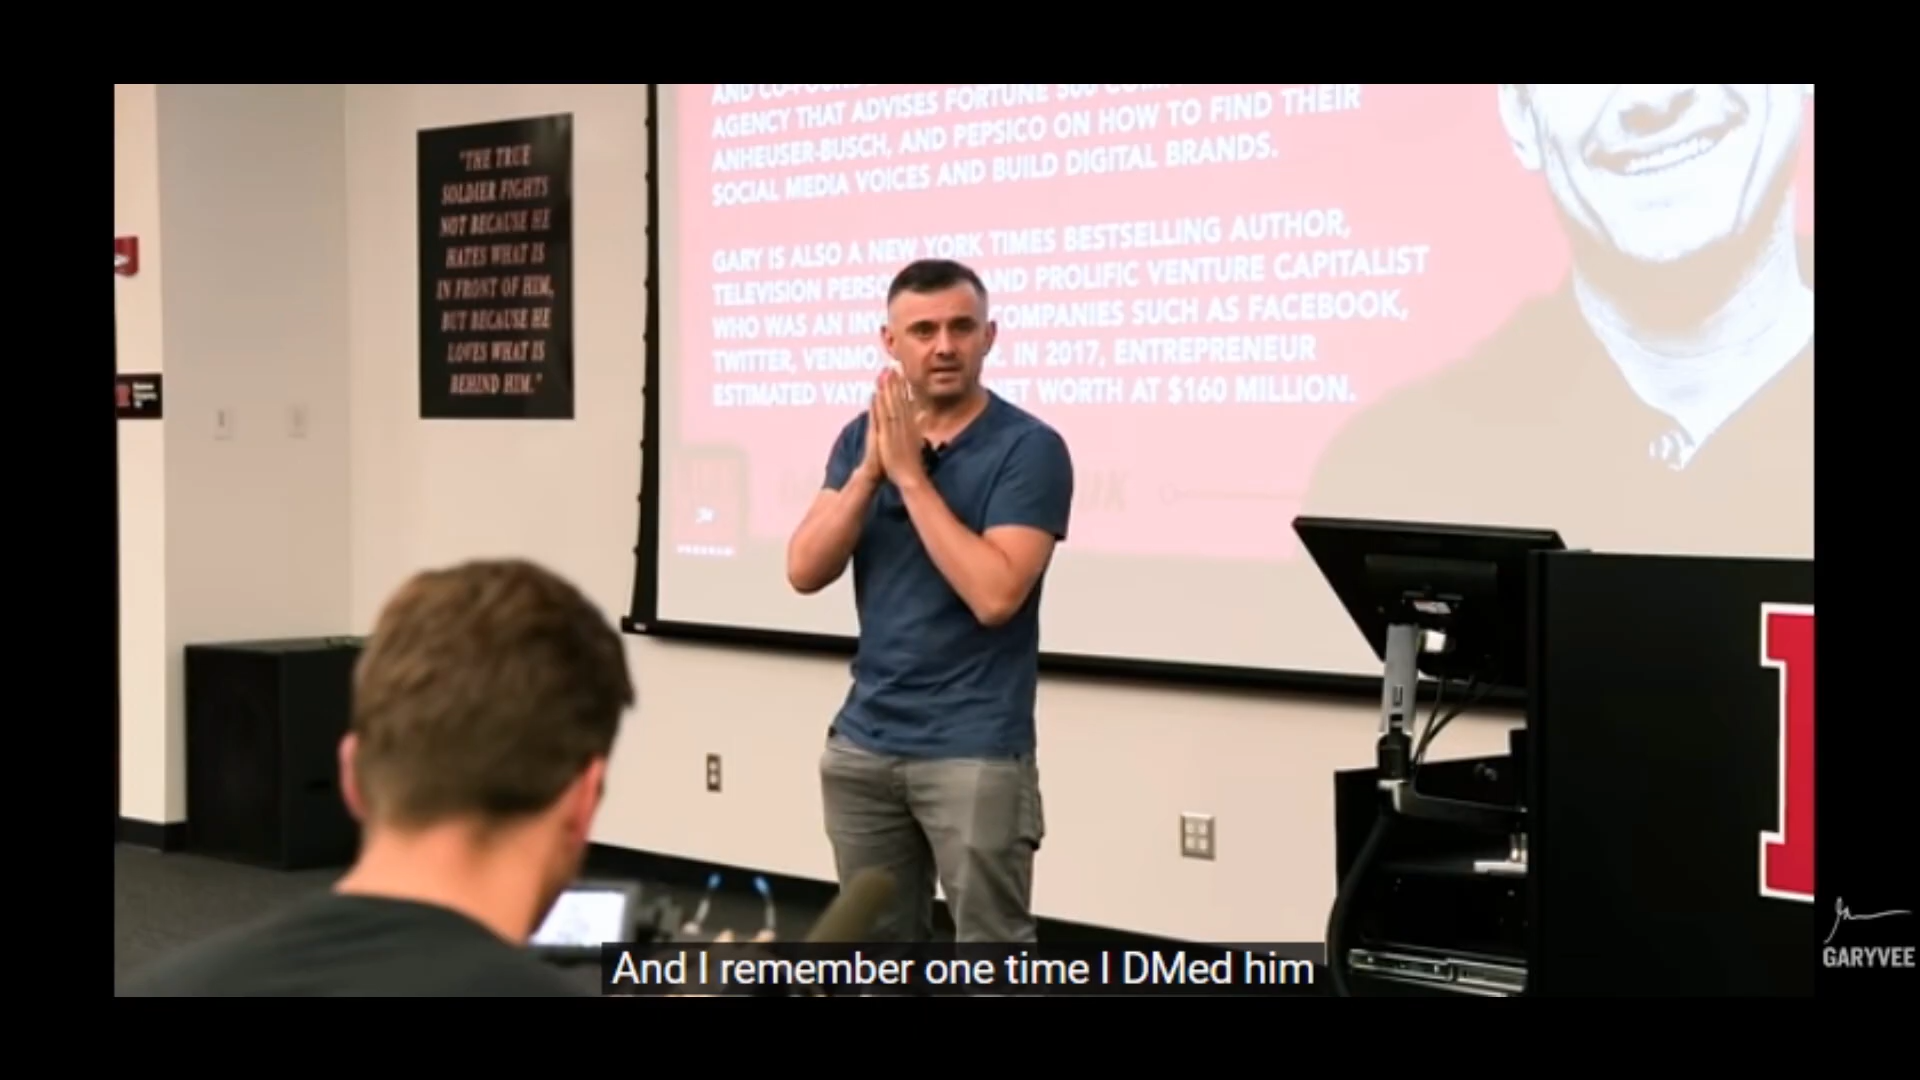 "THE TRUE
SOLDIER FIGHTS
NOT BECAUSE HE
HATES WHAT IS
IN FRONT OF HIM,
BUT BECAUSE HE
LOVES WHAT IS
BEHIND HIM."
AGENCY THAT ADVISES FORTUNE 500
ANHEUSER-BUSCH, AND PEPSICO ON HOW TO FIND THEIR
SOCIAL MEDIA VOICES AND BUILD DIGITAL BRANDS.
GARY IS ALSO A NEW YORK TIMES BESTSELLING AUTHOR,
TELEVISION PERSO AND PROLIFIC VENTURE CAPITALIST
WHO WAS AN INV COMPANIES SUCH AS FACEBOOK,
TWITTER, VENMO, R. IN 2017, ENTREPRENEUR
ESTIMATED VAYN NET WORTH AT $160 MILLION.
And I remember one time I DMed him
GARYVEE